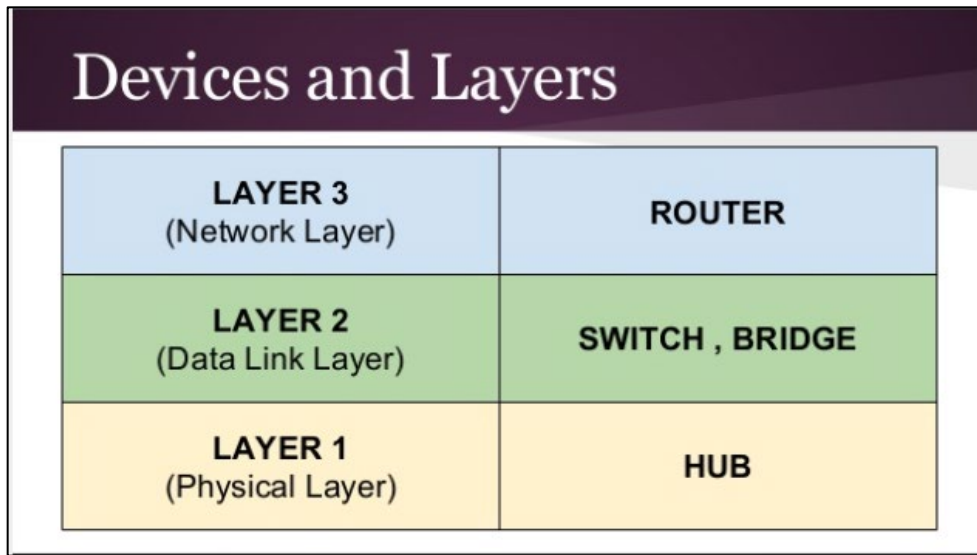 Devices and Layers
LAYER 3
(Network Layer)
ROUTER
LAYER 2
(Data Link Layer)
SWITCH , BRIDGE
LAYER 1
(Physical Layer)
HUB